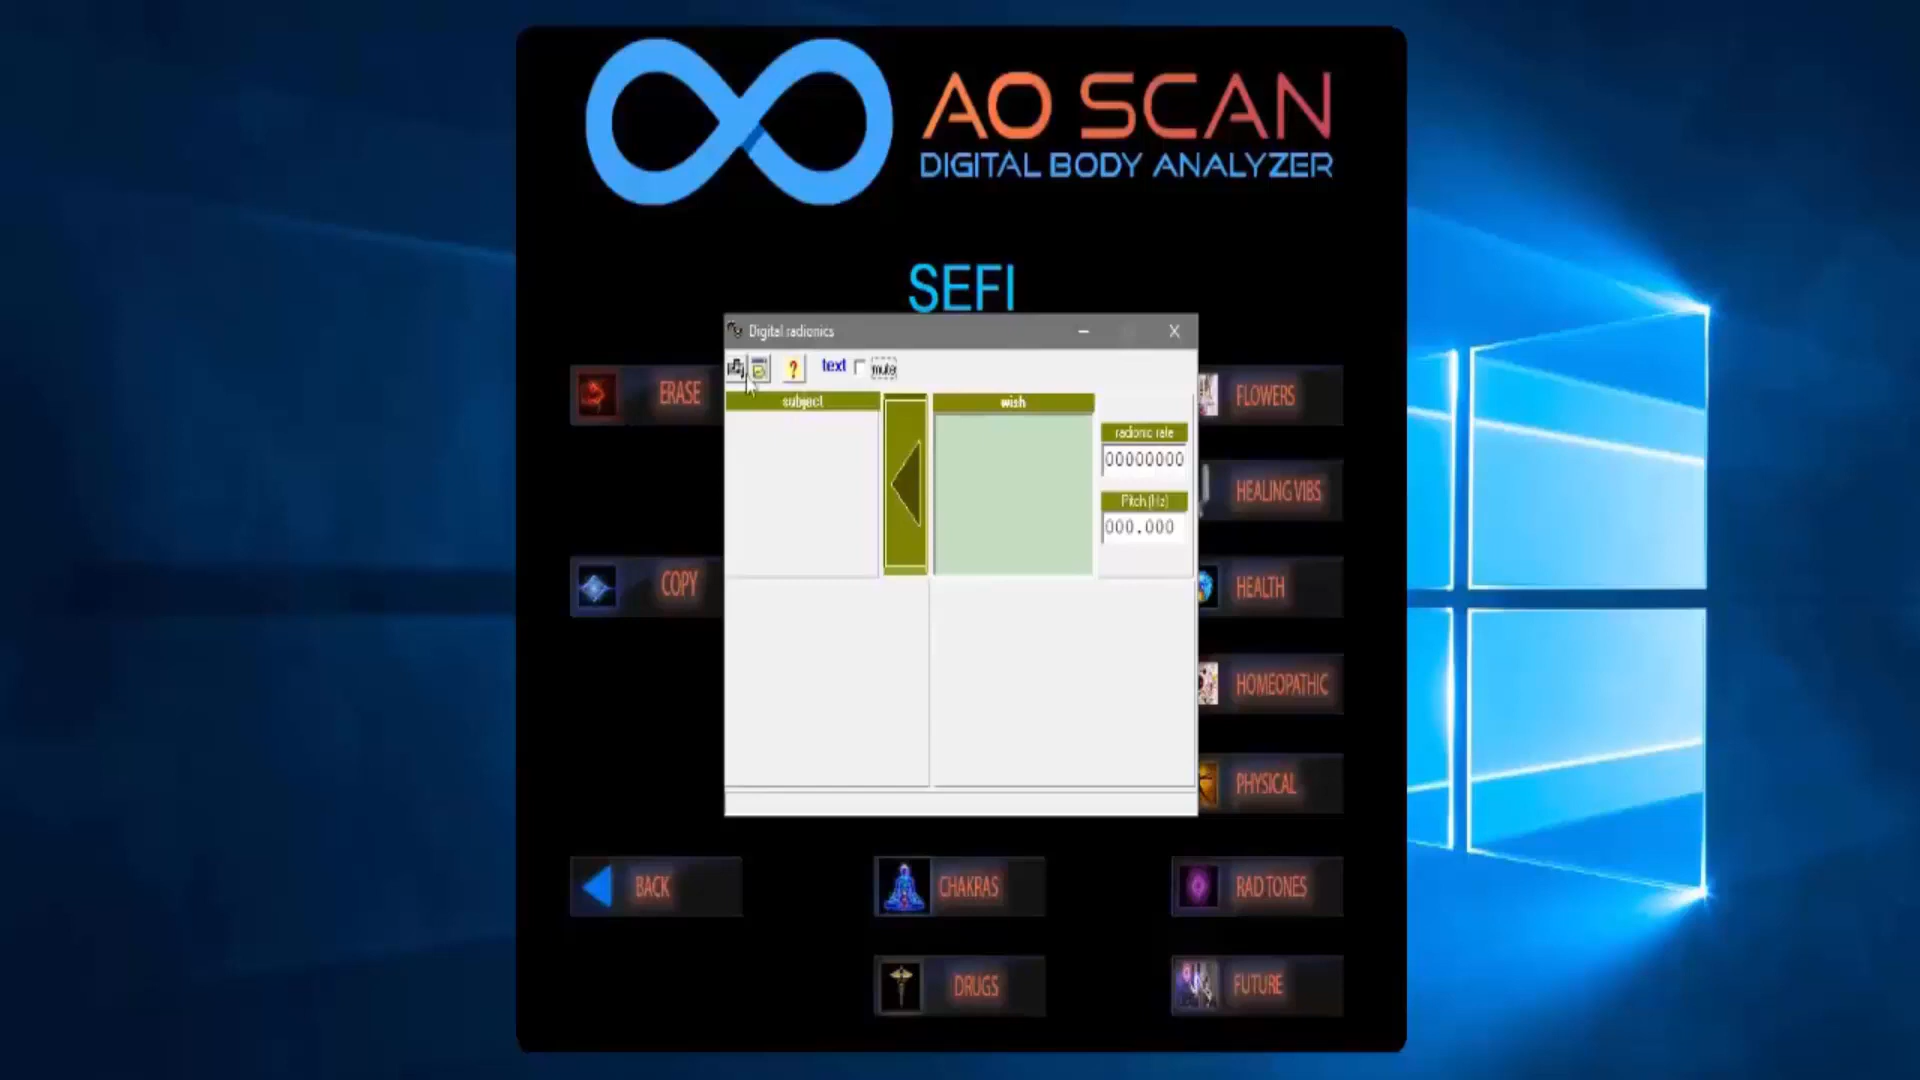 AO SCAN
DIGITAL BODY ANALYZER
SEFI
Digital radionics
? text mute
subject
wish
radionic rate
00000000
Pitch (Hz)
000.000
ERASE
FLOWERS
HEALING VIBS
COPY
HEALTH
HOMEOPATHIC
PHYSICAL
BACK
CHAKRAS
RAD TONES
DRUGS
FUTURE